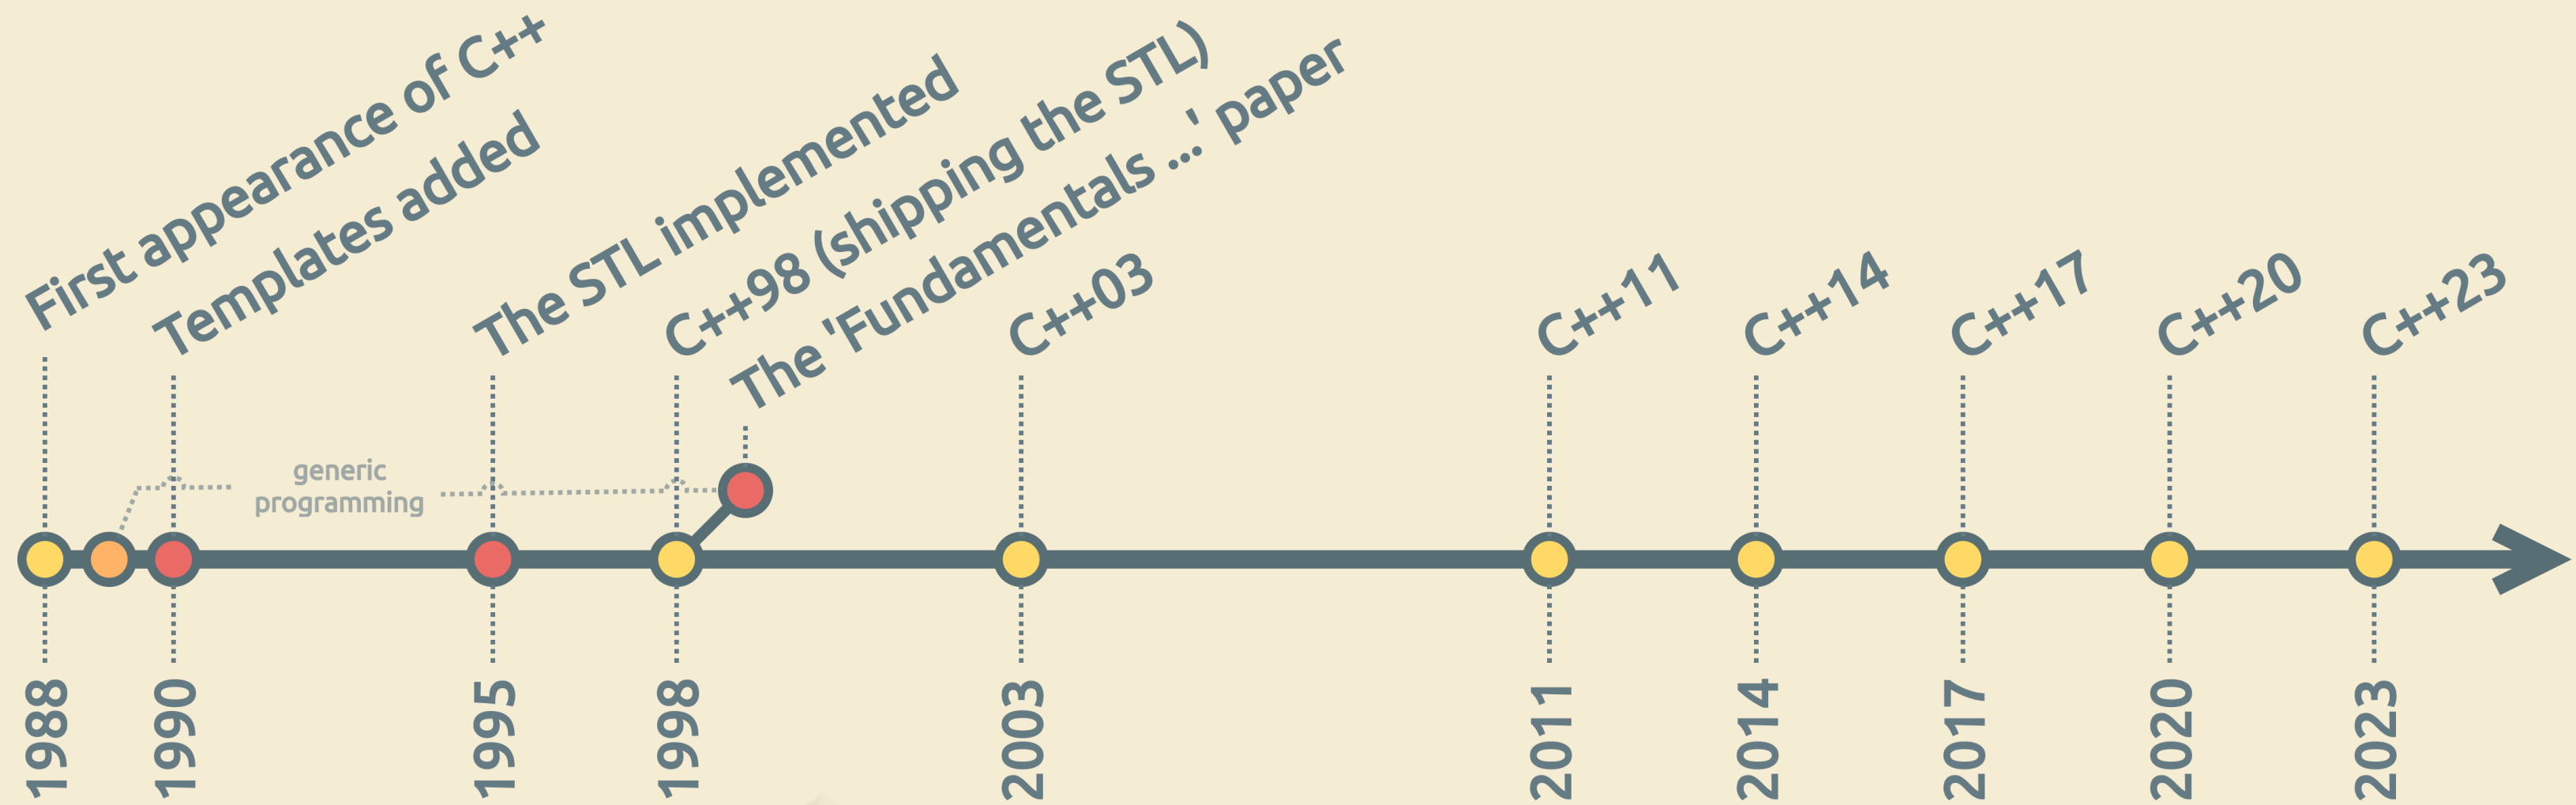 First appearance of C++
Templates added
The STL implemented
C++98 (shipping the STL)
The 'Fundamentals ...' paper
C++03
C++11
C++14
C++17
C++20
C++23
generic
programming
1988
1990
1995
1998
2003
2011
2014
2017
2020
2023